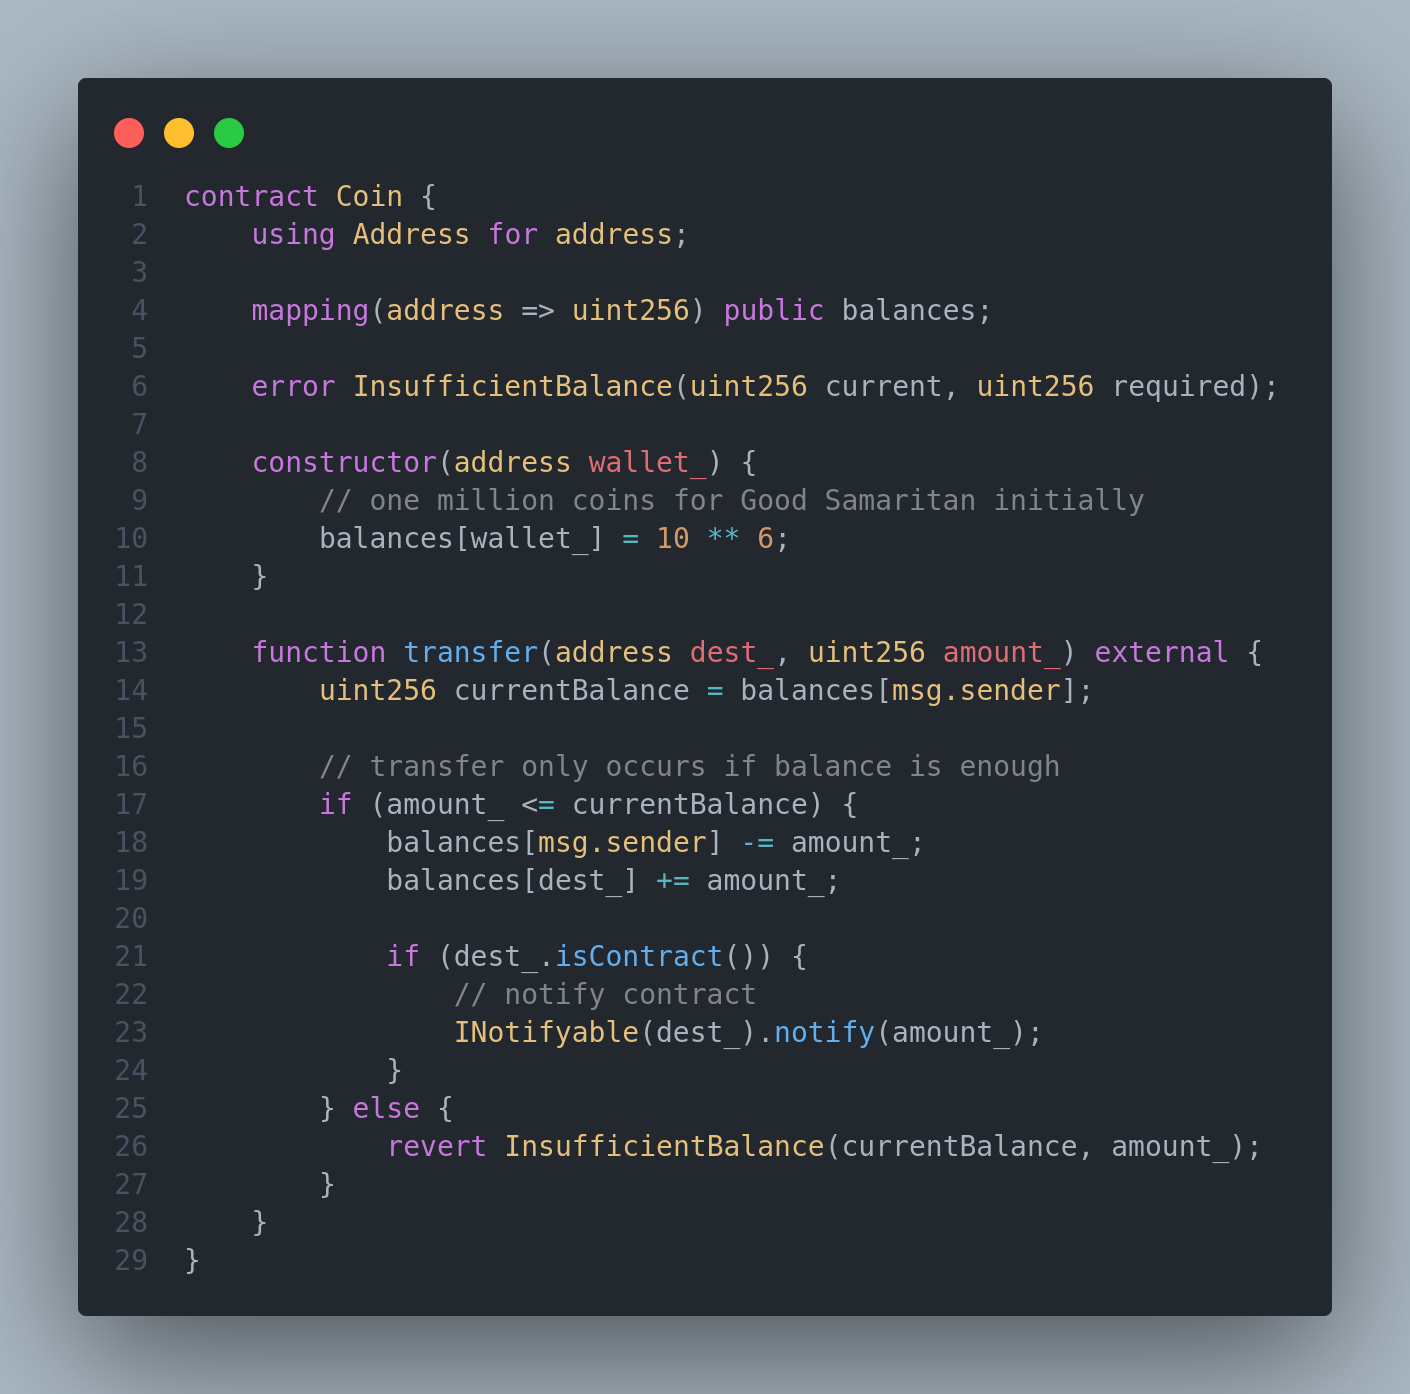 1 contract Coin {
2     using Address for address;
3
4     mapping(address => uint256) public balances;
5
6     error InsufficientBalance(uint256 current, uint256 required);
7
8     constructor(address wallet_) {
9         // one million coins for Good Samaritan initially
10         balances[wallet_] = 10 ** 6;
11     }
12
13     function transfer(address dest_, uint256 amount_) external {
14         uint256 currentBalance = balances[msg.sender];
15
16         // transfer only occurs if balance is enough
17         if (amount_ <= currentBalance) {
18             balances[msg.sender] -= amount_;
19             balances[dest_] += amount_;
20
21             if (dest_.isContract()) {
22                 // notify contract
23                 INotifyable(dest_).notify(amount_);
24             }
25         } else {
26             revert InsufficientBalance(currentBalance, amount_);
27         }
28     }
29 }